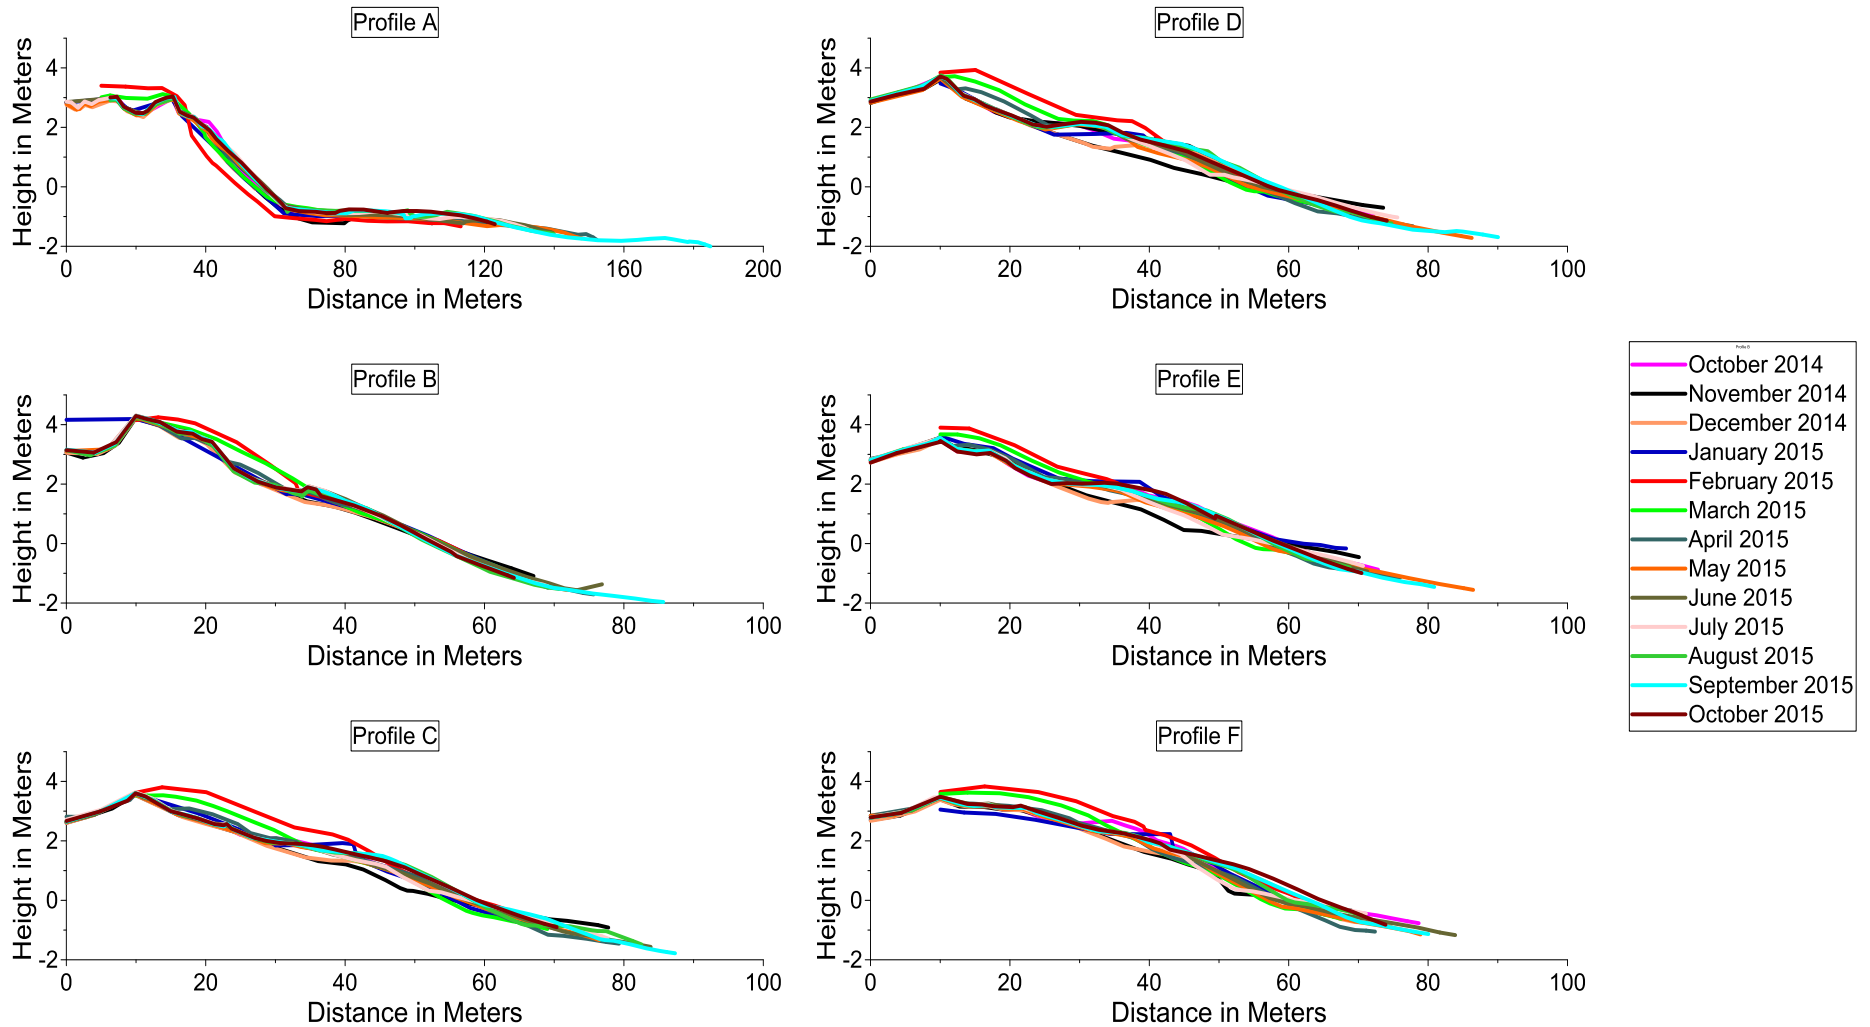 Profile A
Height in Meters
4
2
0
-2
0 40 80 120 160 200
Distance in Meters
Profile D
Height in Meters
4
2
0
-2
0 20 40 60 80 100
Distance in Meters
Profile B
Height in Meters
4
2
0
-2
0 20 40 60 80 100
Distance in Meters
Profile E
Height in Meters
4
2
0
-2
0 20 40 60 80 100
Distance in Meters
Profile C
Height in Meters
4
2
0
-2
0 20 40 60 80 100
Distance in Meters
Profile F
Height in Meters
4
2
0
-2
0 20 40 60 80 100
Distance in Meters
October 2014
November 2014
December 2014
January 2015
February 2015
March 2015
April 2015
May 2015
June 2015
July 2015
August 2015
September 2015
October 2015